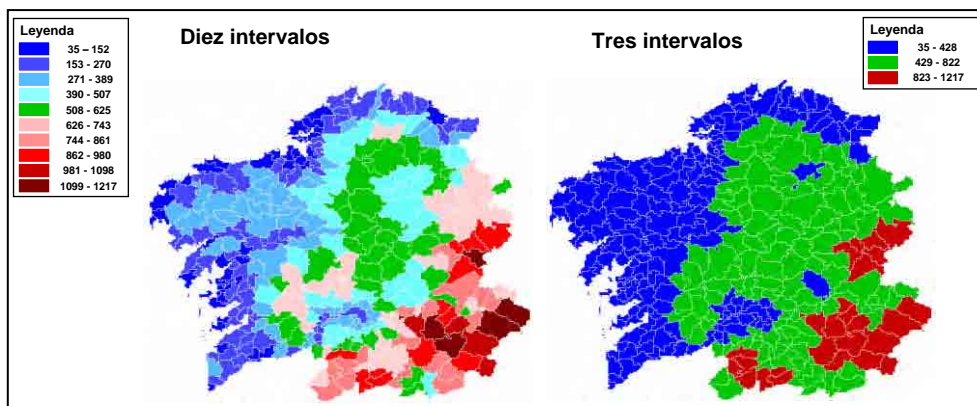 Leyenda
35 – 152
153 - 270
271 - 389
390 - 507
508 - 625
626 - 743
744 - 861
862 - 980
981 - 1098
1099 - 1217
Diez intervalos
Tres intervalos
Leyenda
35 - 428
429 - 822
823 - 1217